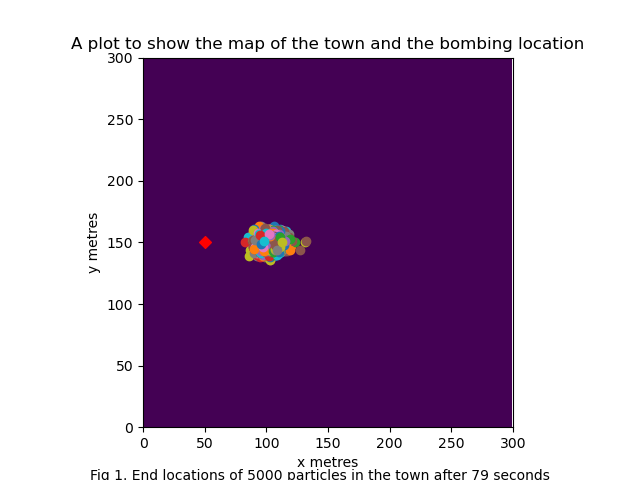 A plot to show the map of the town and the bombing location
300
250
200
150
100
50
0
y metres
0 50 100 150 200 250 300
x metres
Fig 1. End locations of 5000 particles in the town after 79 seconds